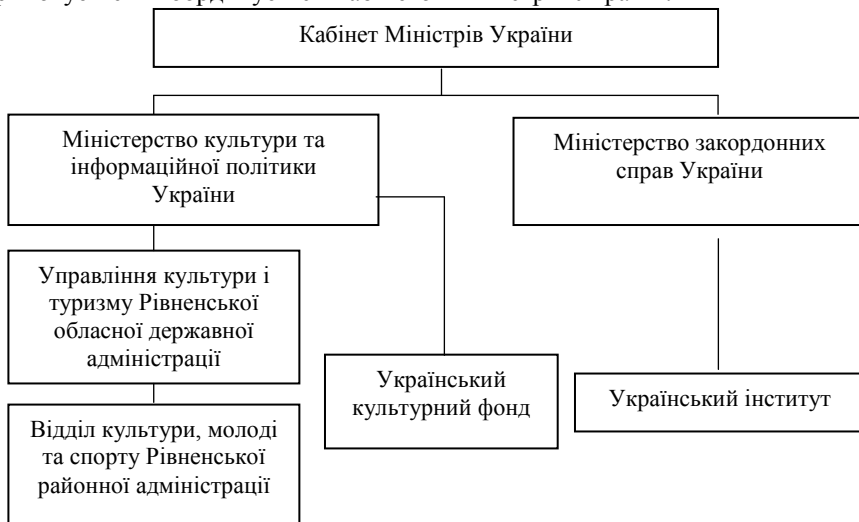 Кабінет Міністрів України
Міністерство культури та
інформаційної політики
України
Міністерство закордонних
справ України
Управління культури і
туризму Рівненської
обласної державної
адміністрації
Український
культурний фонд
Український інститут
Відділ культури, молоді
та спорту Рівненської
районної адміністрації